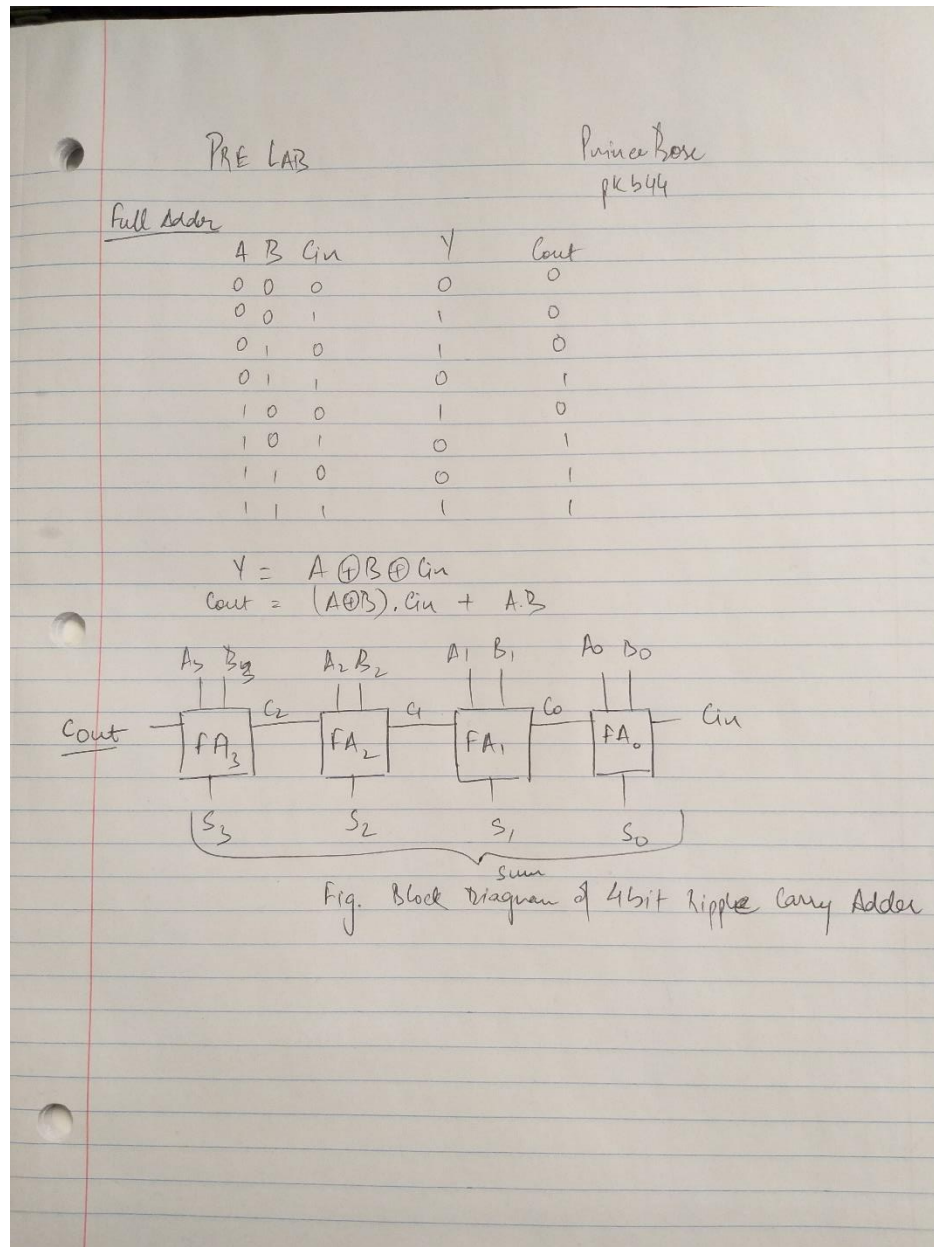 PRE LAB
Prince Bose
pkb44
Full Adder
A B Cin Y Cout
0 0 0 0 0
0 0 1 1 0
0 1 0 1 0
0 1 1 0 1
1 0 0 1 0
1 0 1 0 1
1 1 0 0 1
1 1 1 1 1
Y = A ⊕ B ⊕ Cin
Cout = (A⊕B).Cin + A.B
A3 B3 A2 B2 A1 B1 A0 B0
Cout FA3 C2 FA2 C1 FA1 C0 FA0 Cin
S3 S2 S1 S0
Sum
Fig. Block Diagram of 4bit Ripple Carry Adder